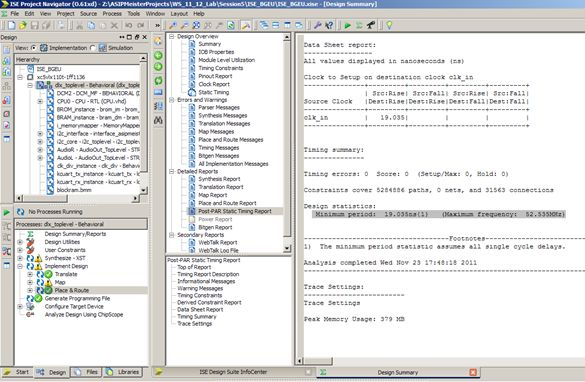 ISE Project Navigator (O.61xd) - Z:\ASIPMeisterProjects\WS_11_12_Lab\Session5\ISE_BGEU\ISE_BGEU.xise - [Design Summary]
File Edit View Project Source Process Tools Window Layout Help
Design
View: Implementation Simulation
Hierarchy
ISE_BGEU
xc5vlx110t-1ff1136
dlx_toplevel - Behavioral (dlx_toplevel
DCM2 - DCM_MF - BEHAVIORAL
CPU0 - CPU - RTL (CPU.vhd)
BROM_instance - brom_im - brom
BRAM_instance - bram_dm - bram
i_memorymapper - MemoryMapper
i2c_interface - interface_asipmeister
i2c_core - i2c_toplevel - i2c_toplevel
AudioR - AudioOut_TopLevel - STR
AudioL - AudioOut_TopLevel - STR
clk_div_instance - clk_div - Behavioral
kcuart_tx_instance - kcuart_tx - l
kcuart_rx_instance - kcuart_rx - l
blockram.bmm
No Processes Running
Processes: dlx_toplevel - Behavioral
Design Summary/Reports
Design Utilities
User Constraints
Synthesize - XST
Implement Design
Translate
Map
Place & Route
Generate Programming File
Configure Target Device
Analyze Design Using ChipScope
Start Design Files Libraries
Design Overview
Summary
IOB Properties
Module Level Utilization
Timing Constraints
Pinout Report
Clock Report
Static Timing
Errors and Warnings
Parser Messages
Synthesis Messages
Translation Messages
Map Messages
Place and Route Messages
Timing Messages
Bitgen Messages
All Implementation Messages
Detailed Reports
Synthesis Report
Translation Report
Map Report
Place and Route Report
Post-PAR Static Timing Report
Power Report
Bitgen Report
Secondary Reports
WebTalk Report
WebTalk Log File
Post-PAR Static Timing Report
Top of Report
Timing Report Description
Informational Messages
Warning Messages
Timing Constraints
Derived Constraint Report
Data Sheet Report
Timing Summary
Trace Settings
Data Sheet report:
-----------------
All values displayed in nanoseconds (ns)
Clock to Setup on destination clock clk_in
---------------+---------+---------+---------+---------+
| Src:Rise| Src:Fall| Src:Rise| Src:Fall|
Source Clock |Dest:Rise|Dest:Rise|Dest:Fall|Dest:Fall|
---------------+---------+---------+---------+---------+
clk_in | 19.035| | | |
---------------+---------+---------+---------+---------+
Timing summary:
---------------
Timing errors: 0 Score: 0 (Setup/Max: 0, Hold: 0)
Constraints cover 5284886 paths, 0 nets, and 31563 connections
Design statistics:
Minimum period: 19.035ns{1} (Maximum frequency: 52.535MHz)
------------------------------------Footnotes-----------------------------------
1) The minimum period statistic assumes all single cycle delays.
Analysis completed Wed Nov 23 17:48:18 2011
--------------------------------------------------------------------------------
Trace Settings:
-------------------------
Trace Settings
Peak Memory Usage: 379 MB
ISE Design Suite InfoCenter Design Summary